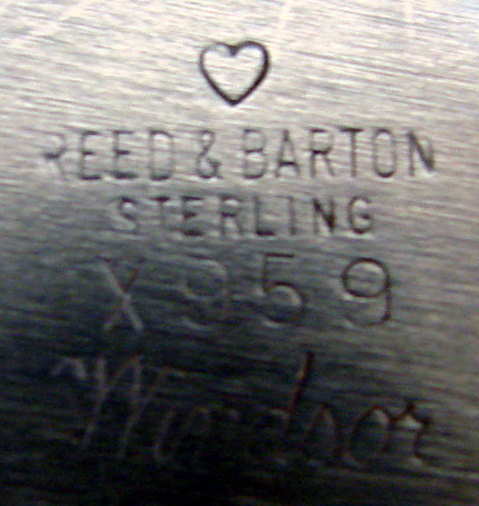 REED & BARTON
STERLING
X959
Windsor